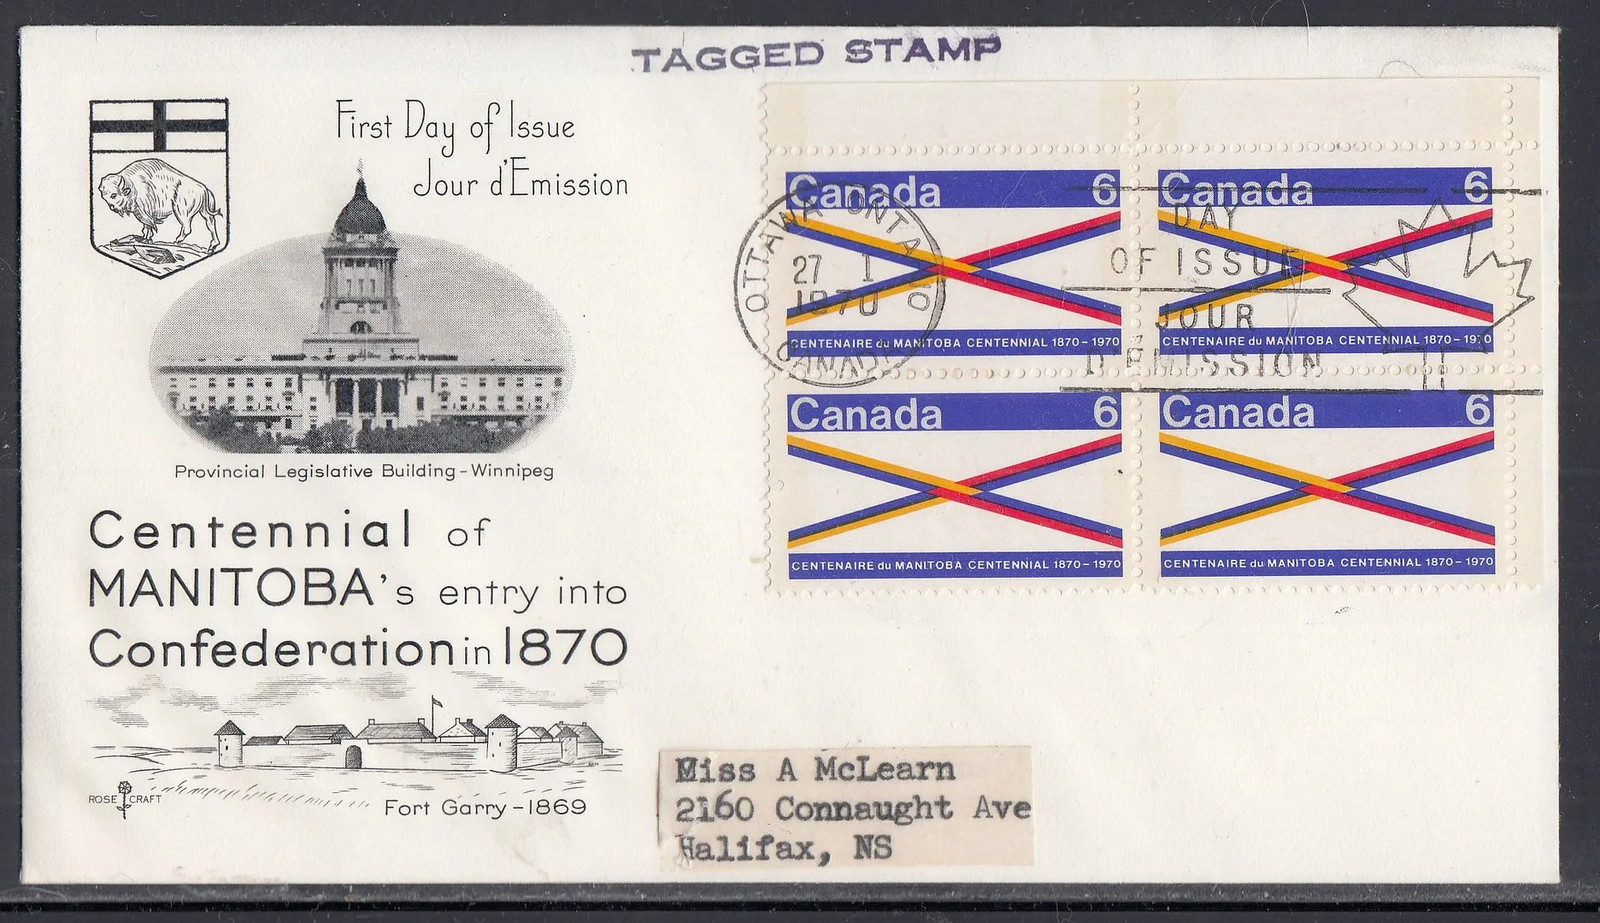 TAGGED STAMP
First Day of Issue
Jour d'Emission
Provincial Legislative Building - Winnipeg
Centennial of
MANITOBA's entry into
Confederation in 1870
ROSE CRAFT
Fort Garry - 1869
Canada 6
CENTENAIRE du MANITOBA CENTENNIAL 1870 - 1970
Canada 6
CENTENAIRE du MANITOBA CENTENNIAL 1870 - 1970
Canada 6
CENTENAIRE du MANITOBA CENTENNIAL 1870 - 1970
Canada 6
CENTENAIRE du MANITOBA CENTENNIAL 1870 - 1970
OTTAWA ONTARIO
27 I
1970
CANADA
DAY
OF ISSUE
JOUR
D'EMISSION
Miss A McLearn
2160 Connaught Ave
Halifax, NS